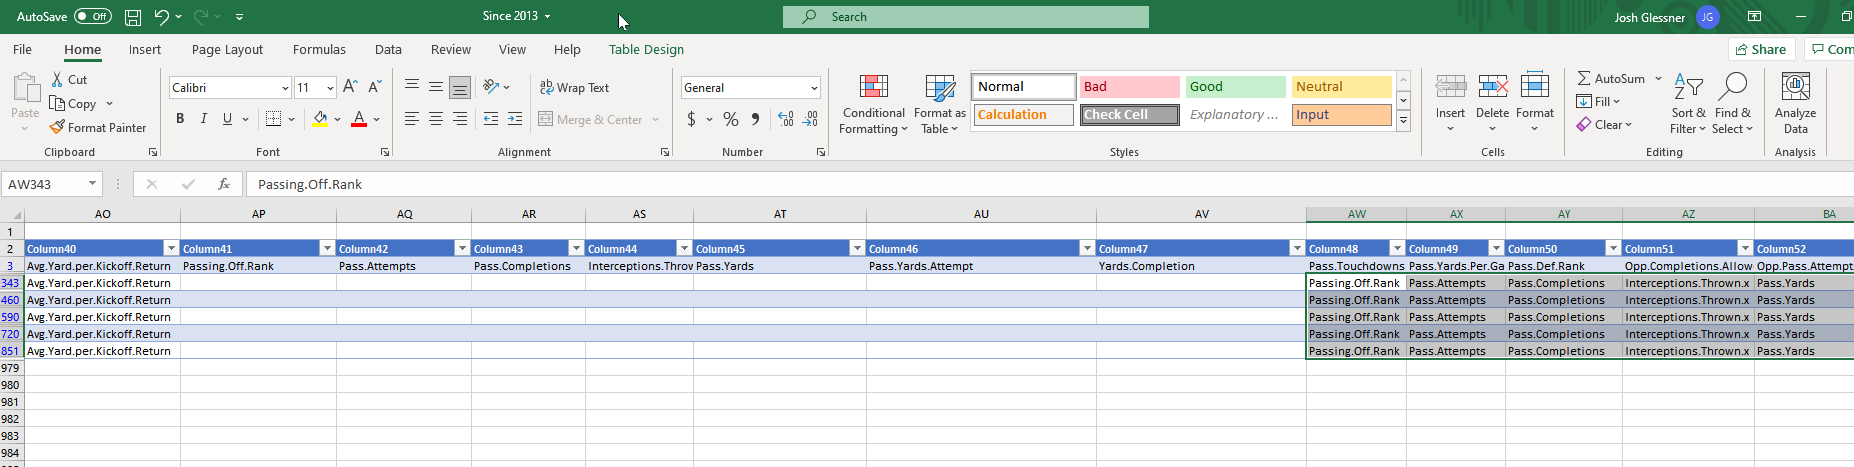 AutoSave Off Since 2013 Search Josh Glessner JG
File Home Insert Page Layout Formulas Data Review View Help Table Design Share Com
Paste Cut Copy Format Painter Clipboard
Calibri 11 A A B I U A Font
ab Wrap Text Merge & Center Alignment
General $ % Number
Conditional Formatting Format as Table
Normal Bad Good Neutral
Calculation Check Cell Explanatory ... Input
Styles
Insert Delete Format Cells
AutoSum Fill Clear Sort & Filter Find & Select Editing
Analyze Data Analysis
AW343 fx Passing.Off.Rank
AO AP AQ AR AS AT AU AV AW AX AY AZ BA
1
2 Column40 Column41 Column42 Column43 Column44 Column45 Column46 Column47 Column48 Column49 Column50 Column51 Column52
3 Avg.Yard.per.Kickoff.Return Passing.Off.Rank Pass.Attempts Pass.Completions Interceptions.Throw Pass.Yards Pass.Yards.Attempt Yards.Completion Pass.Touchdowns Pass.Yards.Per.Ga Pass.Def.Rank Opp.Completions.Allow Opp.Pass.Attempt
343 Avg.Yard.per.Kickoff.Return Passing.Off.Rank Pass.Attempts Pass.Completions Interceptions.Thrown.x Pass.Yards
460 Avg.Yard.per.Kickoff.Return Passing.Off.Rank Pass.Attempts Pass.Completions Interceptions.Thrown.x Pass.Yards
590 Avg.Yard.per.Kickoff.Return Passing.Off.Rank Pass.Attempts Pass.Completions Interceptions.Thrown.x Pass.Yards
720 Avg.Yard.per.Kickoff.Return Passing.Off.Rank Pass.Attempts Pass.Completions Interceptions.Thrown.x Pass.Yards
851 Avg.Yard.per.Kickoff.Return Passing.Off.Rank Pass.Attempts Pass.Completions Interceptions.Thrown.x Pass.Yards
979
980
981
982
983
984